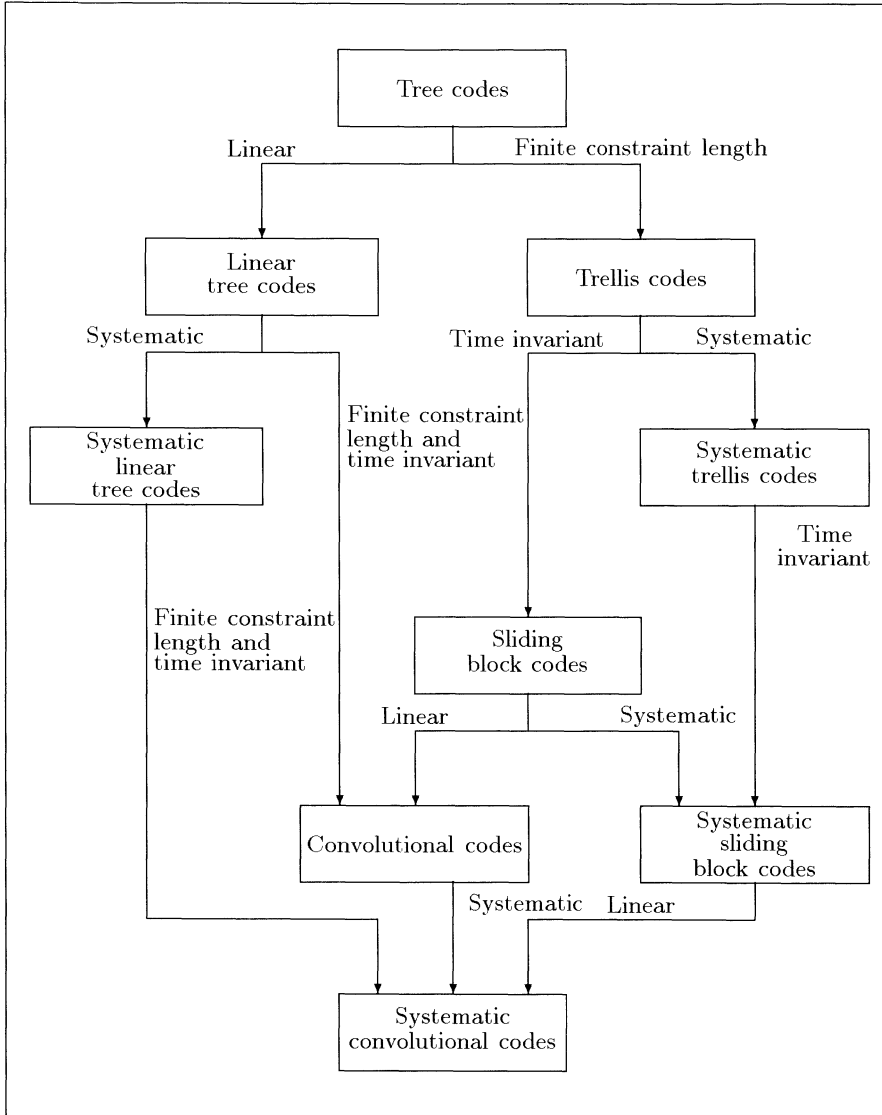 Tree codes
Linear
Finite constraint length
Linear
tree codes
Trellis codes
Systematic
Time invariant
Systematic
Finite constraint
length and
time invariant
Systematic
linear
tree codes
Systematic
trellis codes
Time
invariant
Finite constraint
length and
time invariant
Sliding
block codes
Linear
Systematic
Convolutional codes
Systematic
sliding
block codes
Systematic
Linear
Systematic
convolutional codes